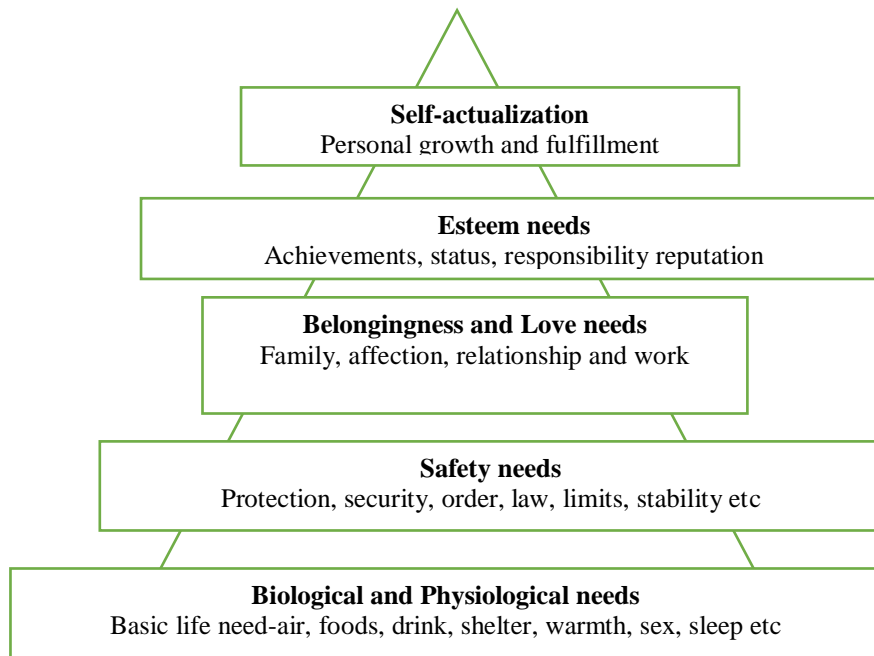 Self-actualization
Personal growth and fulfillment
Esteem needs
Achievements, status, responsibility reputation
Belongingness and Love needs
Family, affection, relationship and work
Safety needs
Protection, security, order, law, limits, stability etc
Biological and Physiological needs
Basic life need-air, foods, drink, shelter, warmth, sex, sleep etc